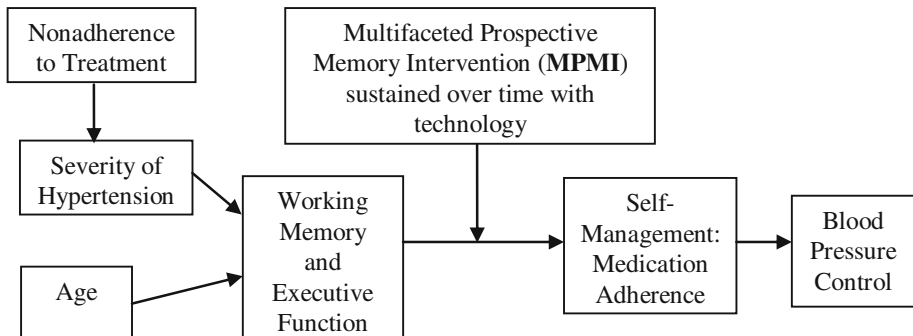 Nonadherence
to Treatment
Multifaceted Prospective
Memory Intervention (MPMI)
sustained over time with
technology
Severity of
Hypertension
Working
Memory
and
Executive
Function
Self-
Management:
Medication
Adherence
Blood
Pressure
Control
Age